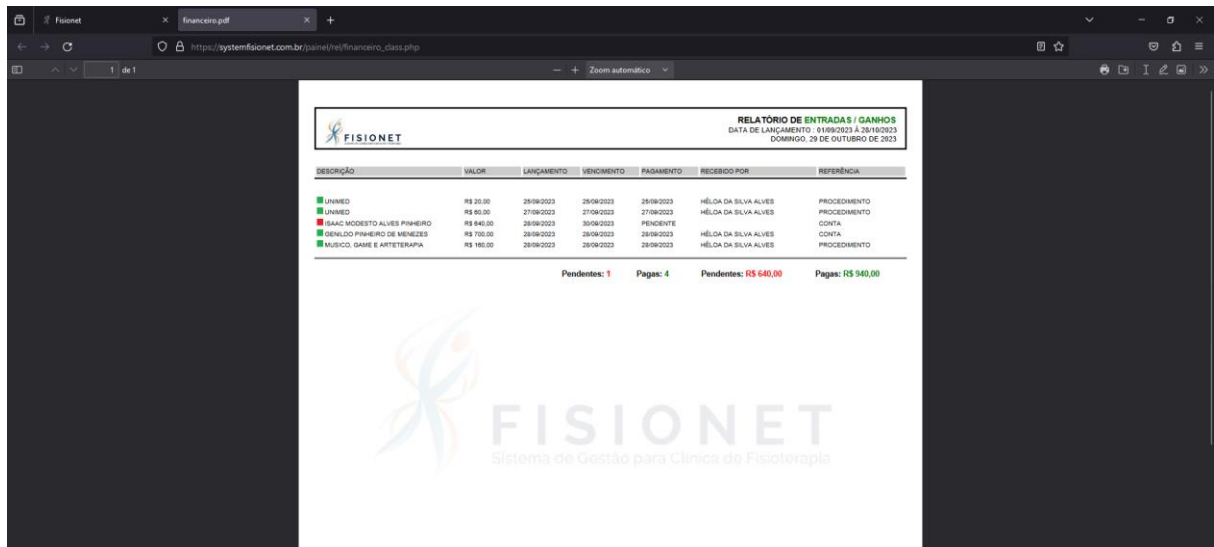 Fisionet
financeiro.pdf
https://systemfisionet.com.br/painel/rel/financeiro_class.php
1 de 1
Zoom automático
FISIONET
RELATÓRIO DE ENTRADAS / GANHOS
DATA DE LANÇAMENTO : 01/09/2023 À 28/10/2023
DOMINGO, 29 DE OUTUBRO DE 2023
DESCRIÇÃO VALOR LANÇAMENTO VENCIMENTO PAGAMENTO RECEBIDO POR REFERÊNCIA
UNIMED R$ 20,00 25/09/2023 25/09/2023 25/09/2023 HÊLOA DA SILVA ALVES PROCEDIMENTO
UNIMED R$ 60,00 27/09/2023 27/09/2023 27/09/2023 HÊLOA DA SILVA ALVES PROCEDIMENTO
ISAAC MODESTO ALVES PINHEIRO R$ 640,00 28/09/2023 30/09/2023 PENDENTE CONTA
GENILDO PINHEIRO DE MENEZES R$ 700,00 28/09/2023 28/09/2023 28/09/2023 HÊLOA DA SILVA ALVES CONTA
MUSICO, GAME E ARTETERAPIA R$ 160,00 28/09/2023 28/09/2023 28/09/2023 HÊLOA DA SILVA ALVES PROCEDIMENTO
Pendentes: 1 Pagas: 4 Pendentes: R$ 640,00 Pagas: R$ 940,00
FISIONET
Sistema de Gestão para Clínica de Fisioterapia